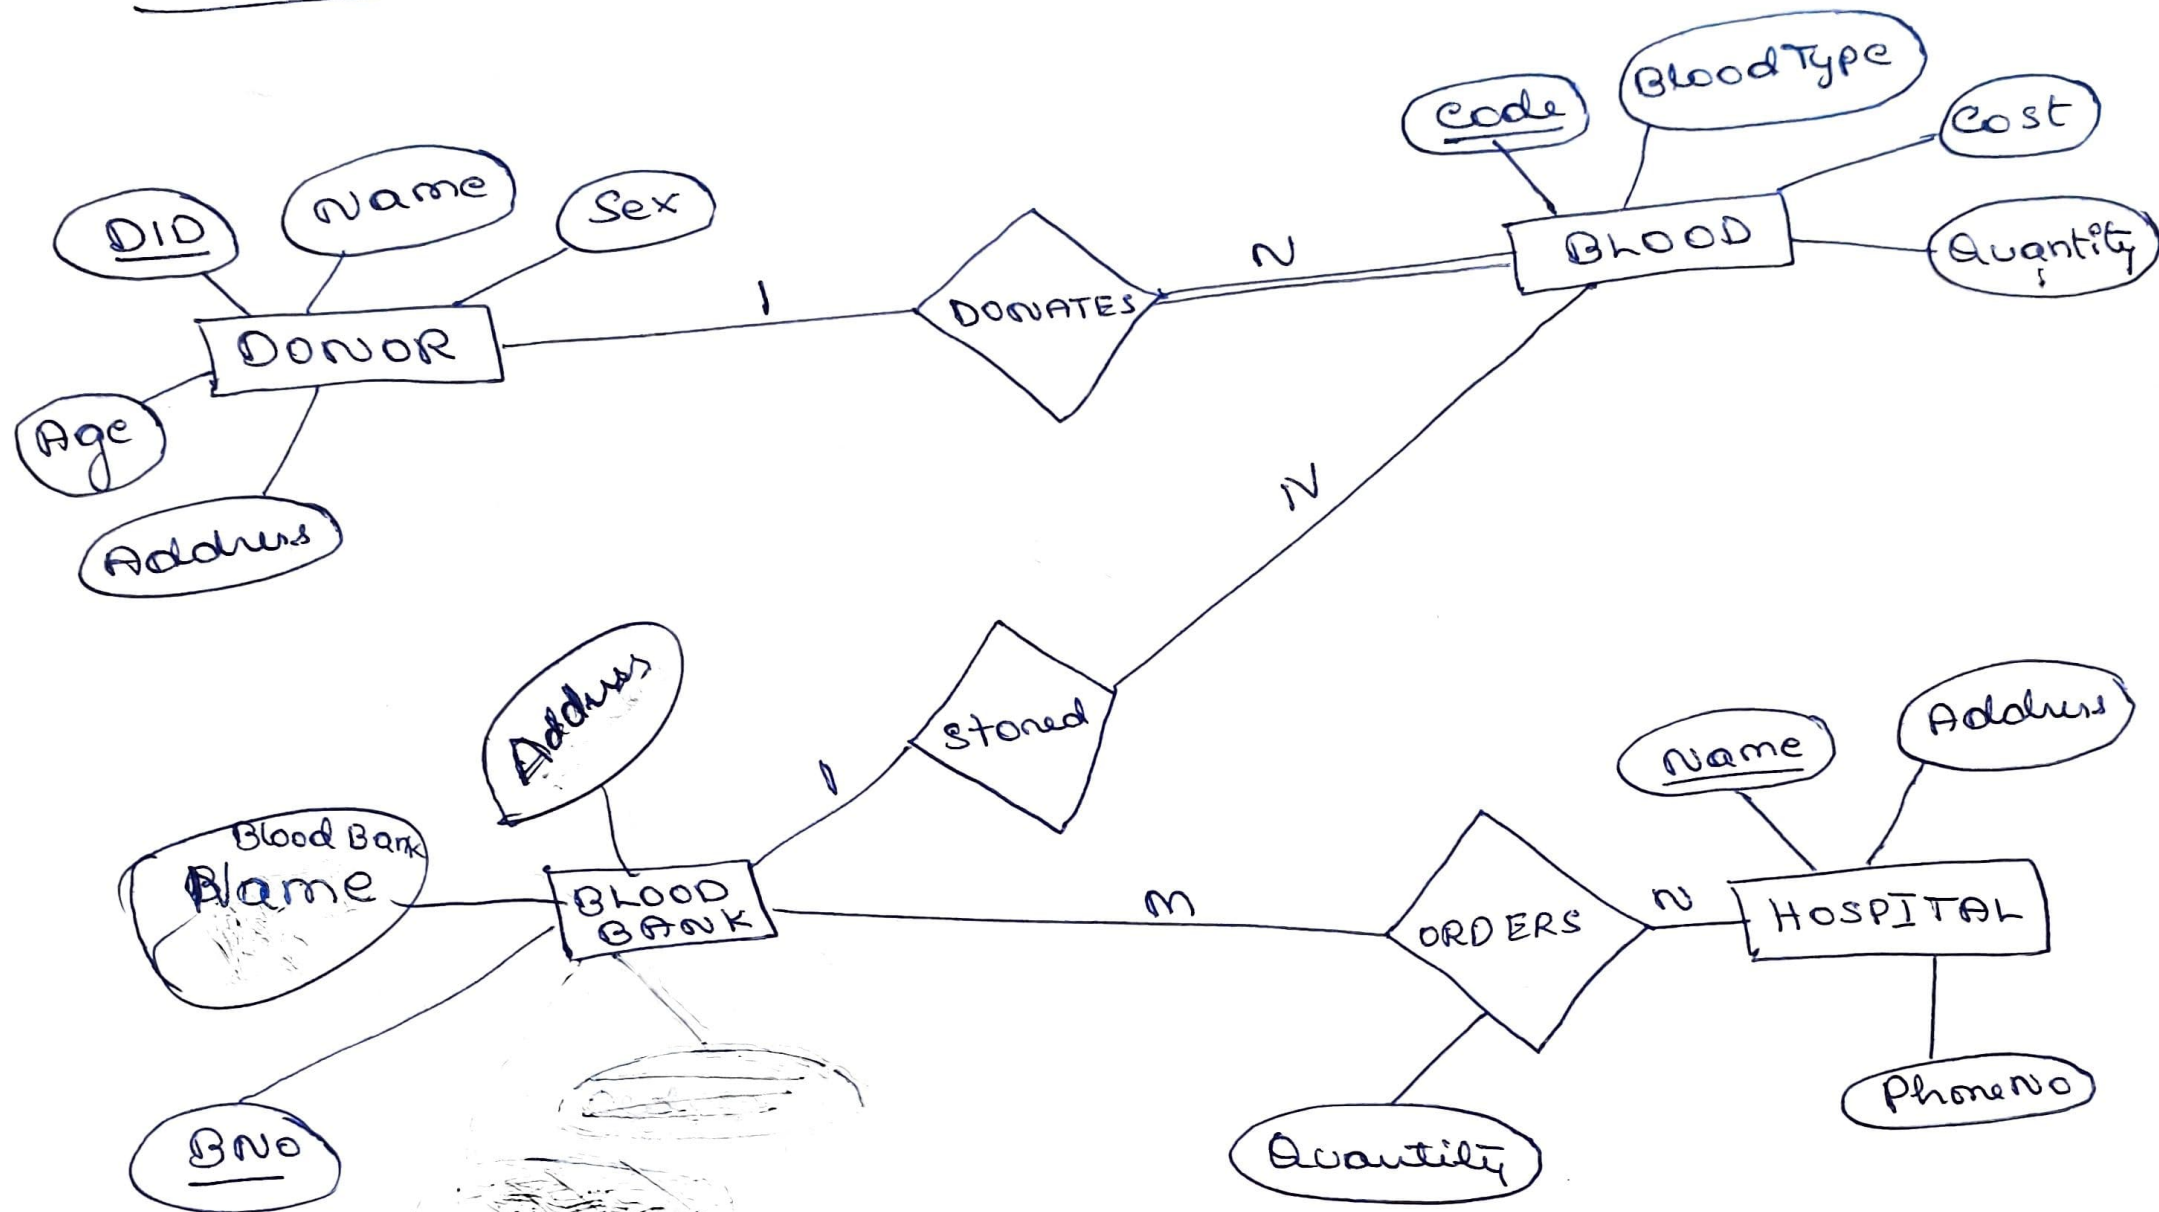 Code
BloodType
Cost
DID
Name
Sex
DONOR
1
DONATES
N
BLOOD
Quantity
Age
Address
N
Address
Stored
1
Name
Address
Blood Bank
Name
BLOOD
BANK
M
ORDERS
N
HOSPITAL
BNO
Quantity
PhoneNo